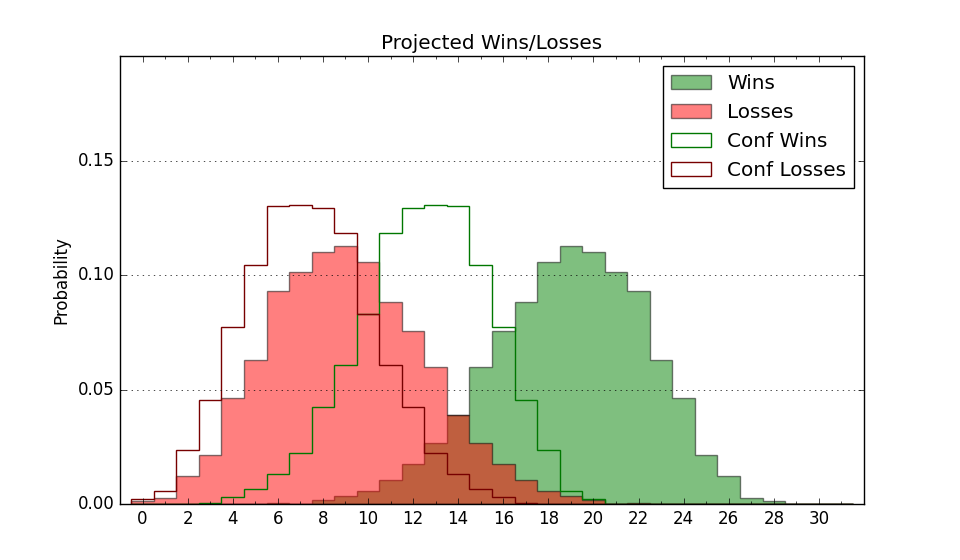 Projected Wins/Losses
Wins
Losses
Conf Wins
Conf Losses
Probability
0.15
0.10
0.05
0.00
0 2 4 6 8 10 12 14 16 18 20 22 24 26 28 30